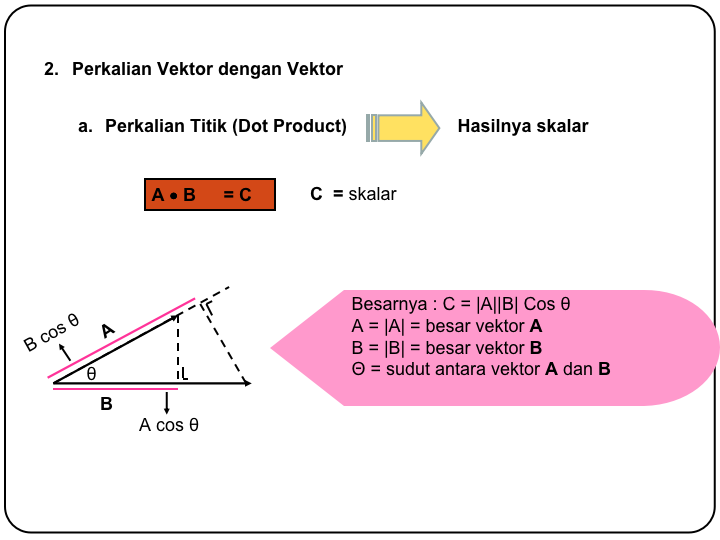 2. Perkalian Vektor dengan Vektor
a. Perkalian Titik (Dot Product) Hasilnya skalar
A • B = C C = skalar
Besarnya : C = |A||B| Cos θ
A = |A| = besar vektor A
B = |B| = besar vektor B
Θ = sudut antara vektor A dan B
B cos θ
A
θ
B
A cos θ